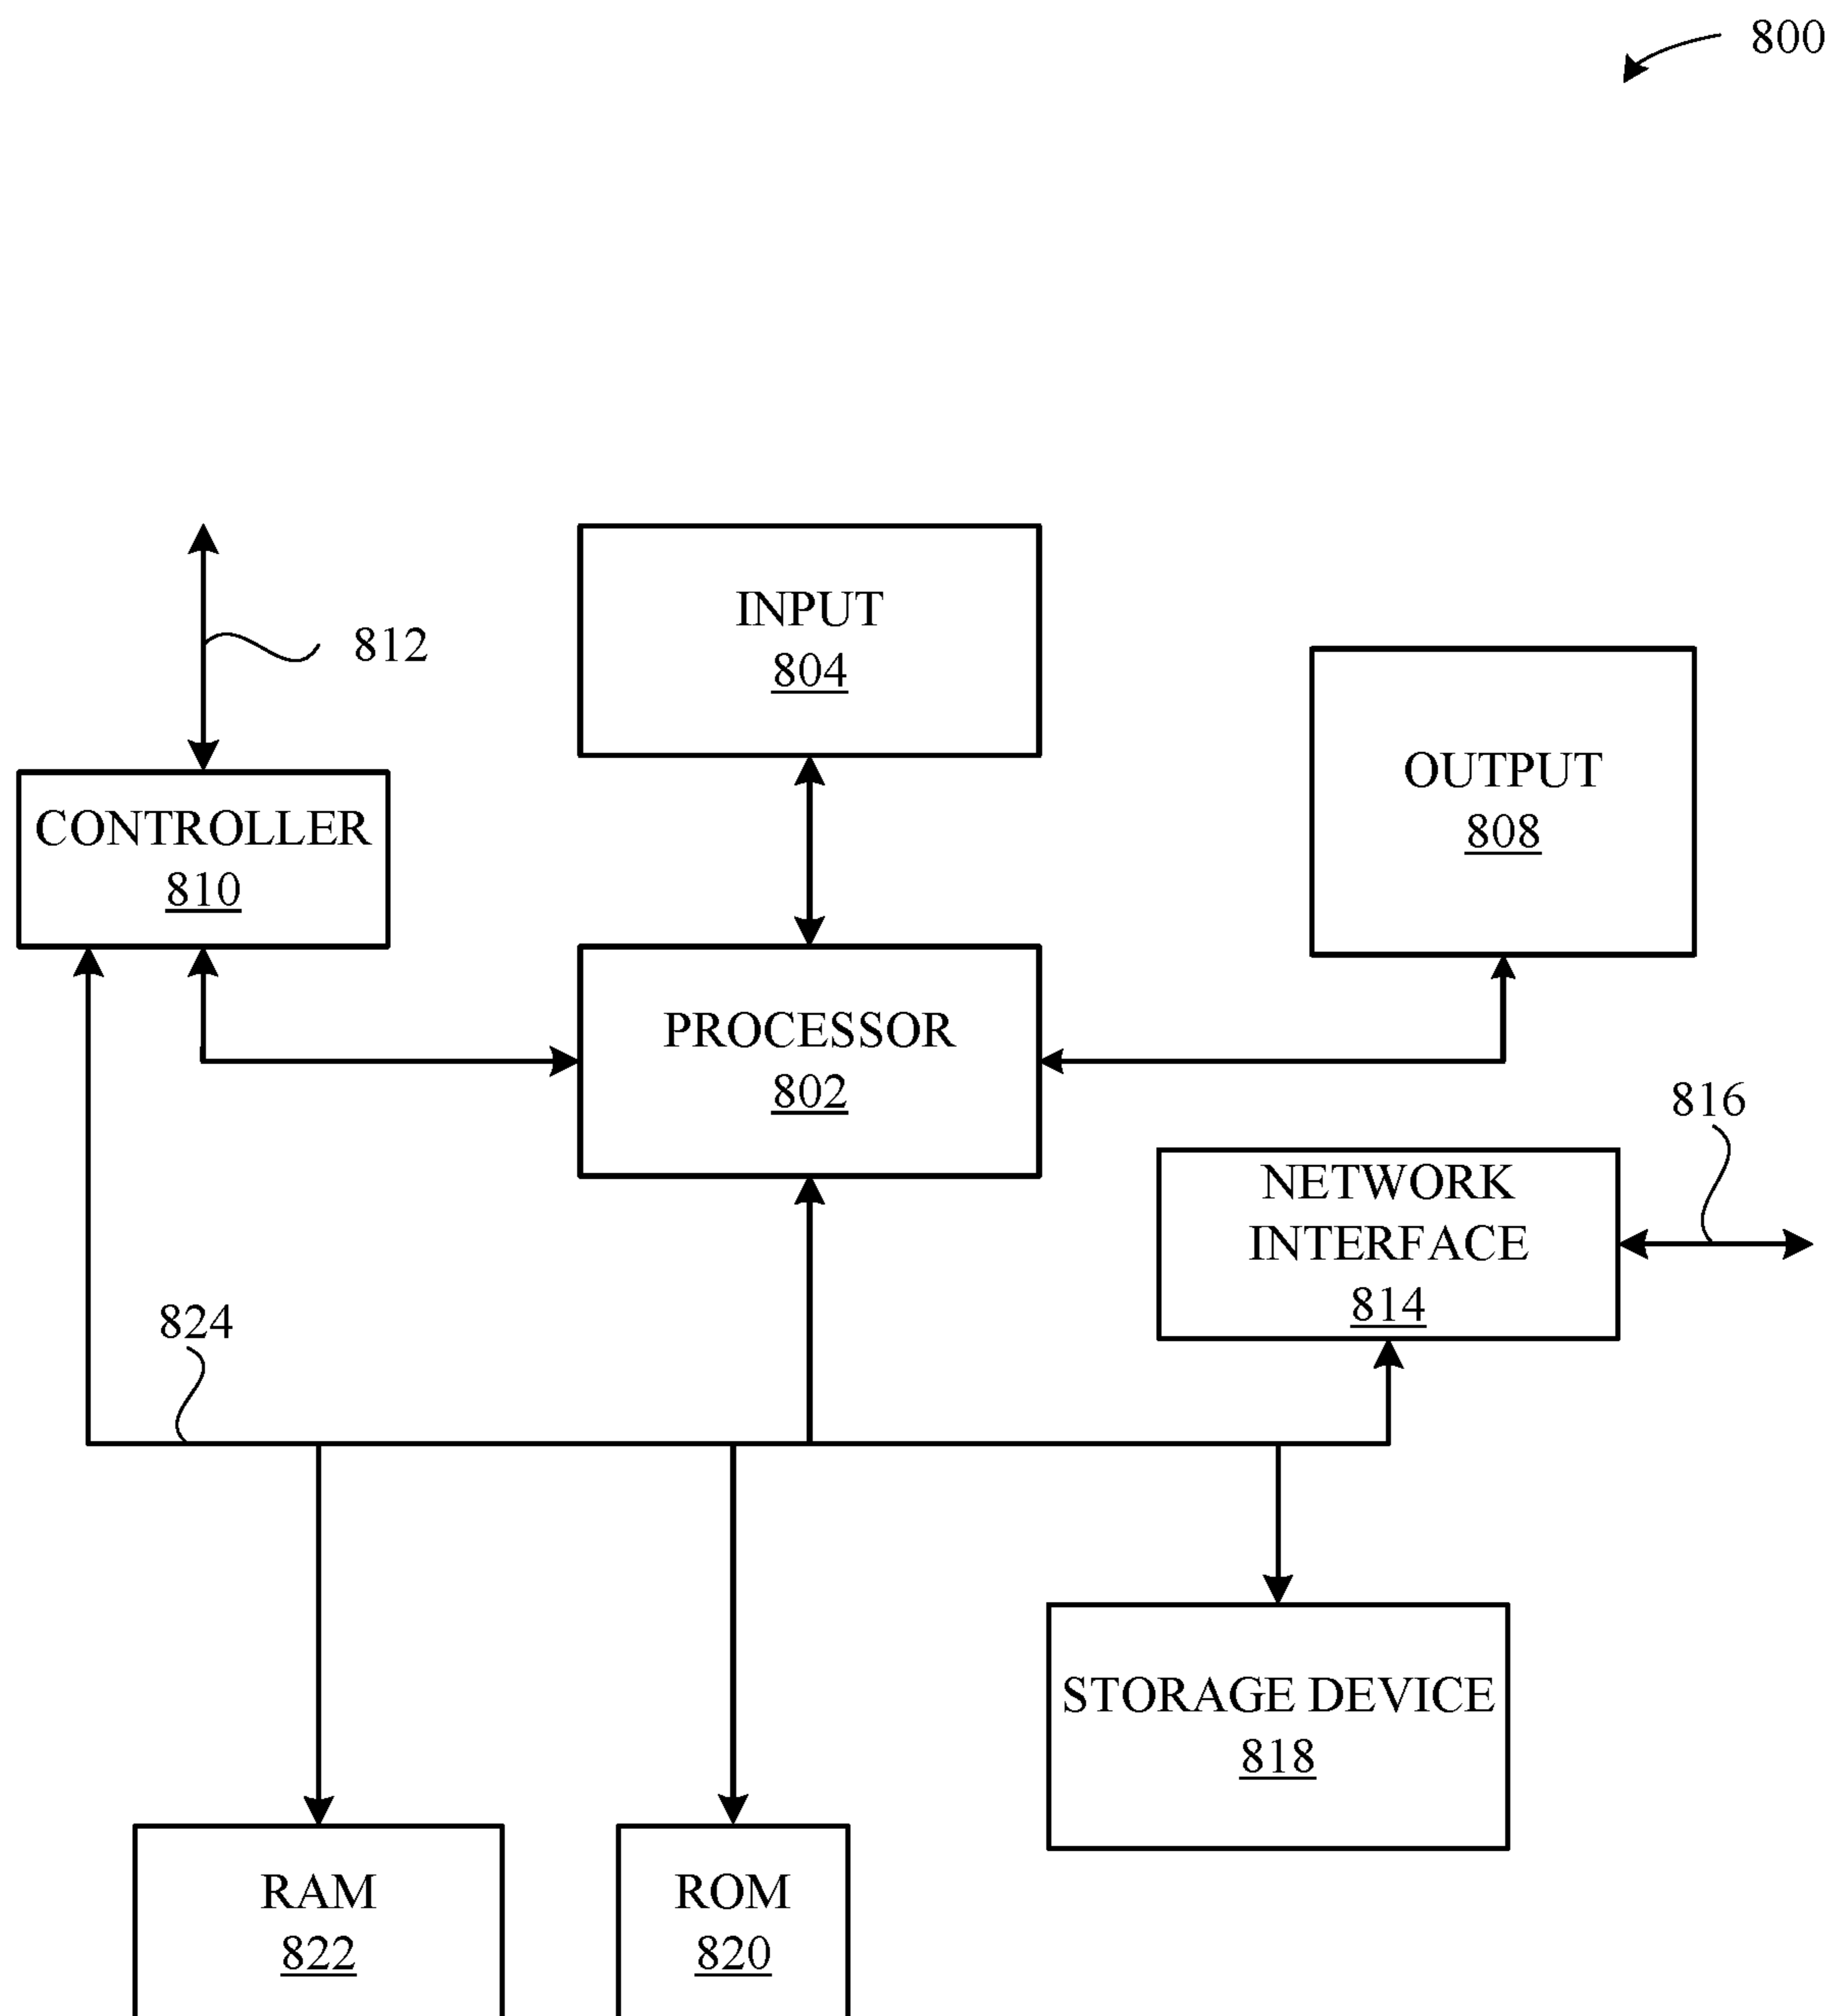 800
INPUT
804
812
OUTPUT
808
CONTROLLER
810
PROCESSOR
802
816
NETWORK
INTERFACE
814
824
STORAGE DEVICE
818
RAM
822
ROM
820